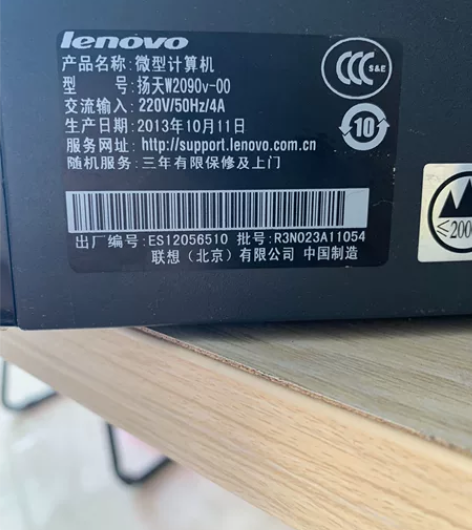 lenovo
产品名称: 微型计算机
型 号: 扬天W2090v-00
交流输入: 220V/50Hz/4A
生产日期: 2013年10月11日
服务网址: http://support.lenovo.com.cn
随机服务: 三年有限保修及上门
出厂编号:ES12056510 批号:R3N023A11054
联想（北京）有限公司 中国制造
CCC S&E
10
≤2000